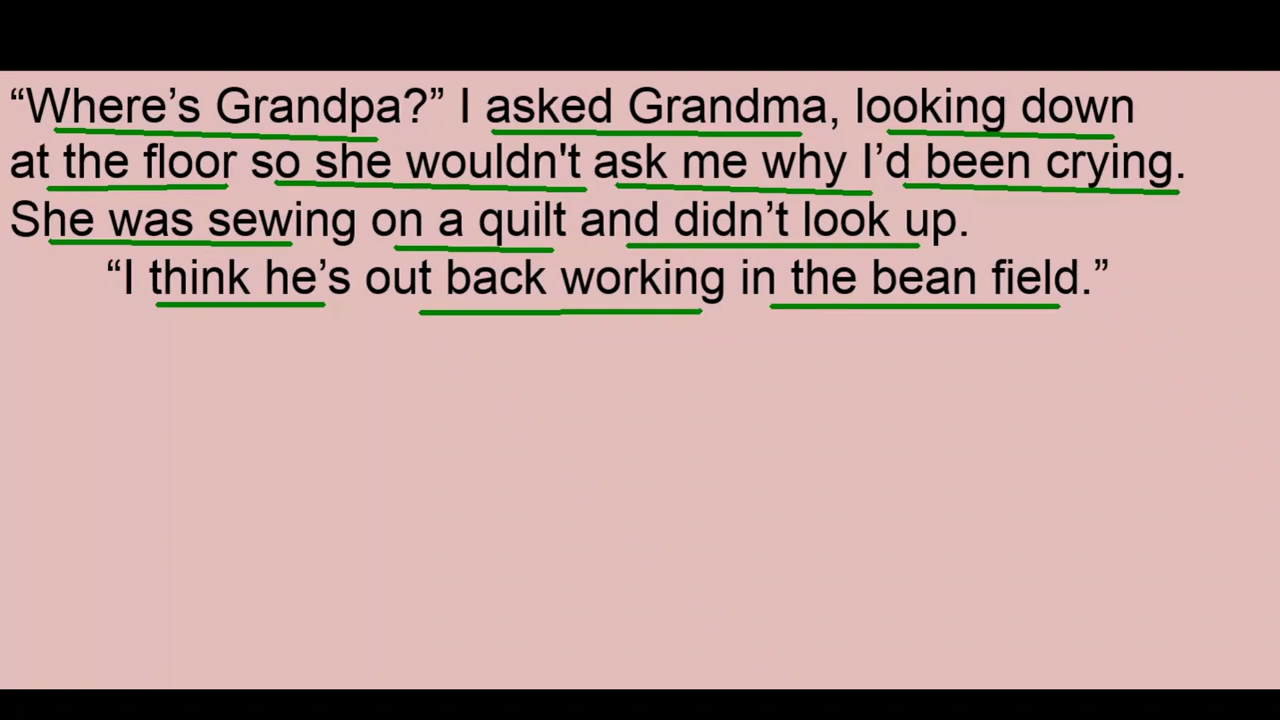 “Where’s Grandpa?” I asked Grandma, looking down
at the floor so she wouldn't ask me why I’d been crying.
She was sewing on a quilt and didn’t look up.
“I think he’s out back working in the bean field.”